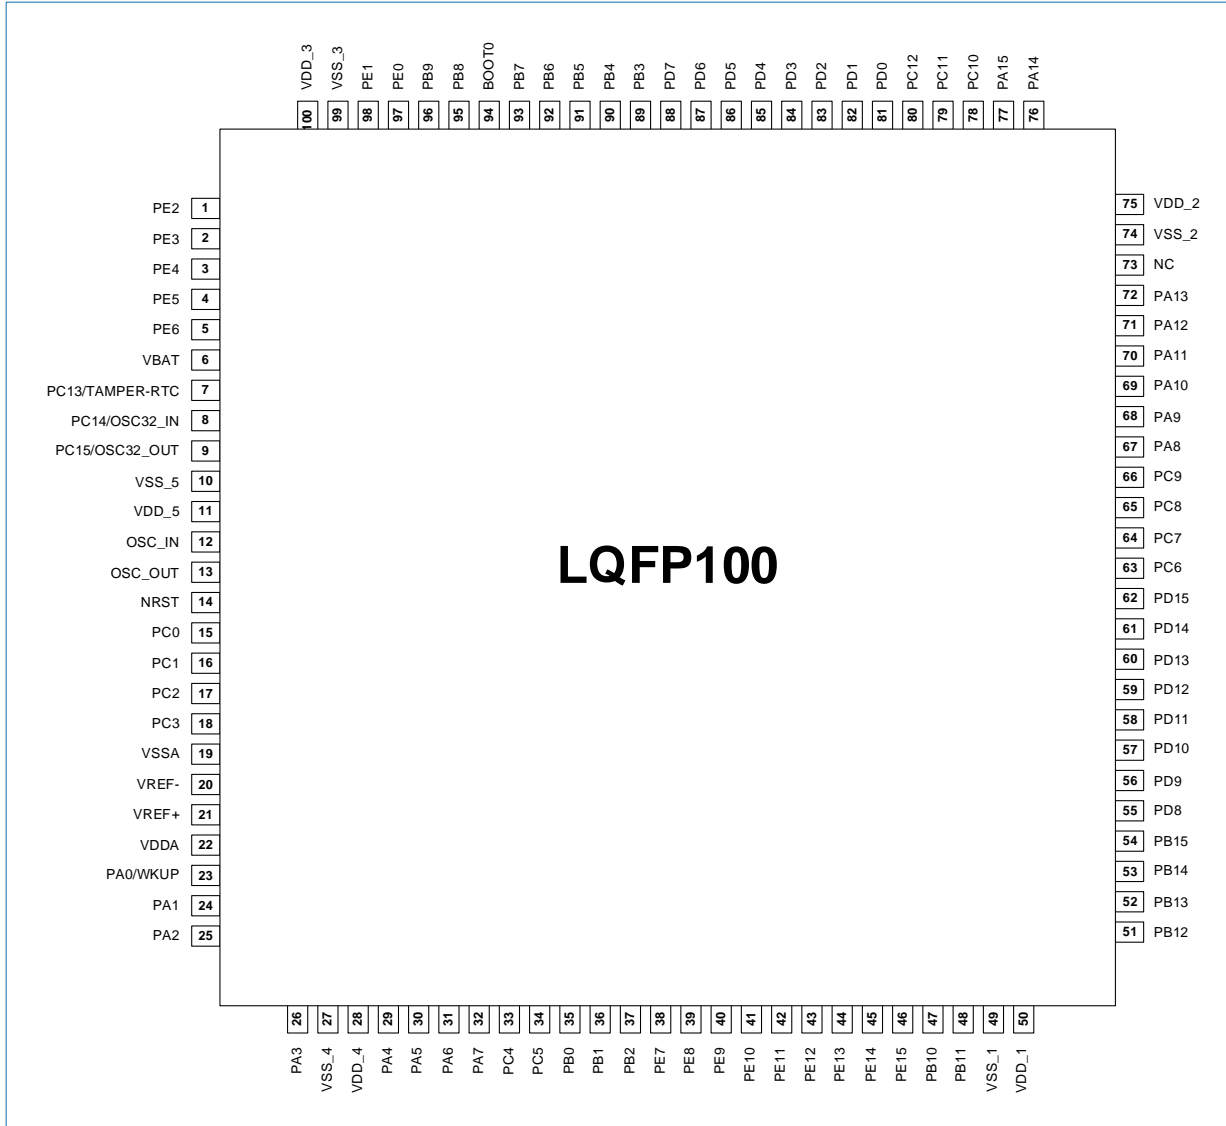 VDD_3 VSS_3 PE1 PE0 PB9 PB8 BOOT0 PB7 PB6 PB5 PB4 PB3 PD7 PD6 PD5 PD4 PD3 PD2 PD1 PD0 PC12 PC11 PC10 PA15 PA14
100 99 98 97 96 95 94 93 92 91 90 89 88 87 86 85 84 83 82 81 80 79 78 77 76
PE2 1
PE3 2
PE4 3
PE5 4
PE6 5
VBAT 6
PC13/TAMPER-RTC 7
PC14/OSC32_IN 8
PC15/OSC32_OUT 9
VSS_5 10
VDD_5 11
OSC_IN 12
OSC_OUT 13
NRST 14
PC0 15
PC1 16
PC2 17
PC3 18
VSSA 19
VREF- 20
VREF+ 21
VDDA 22
PA0/WKUP 23
PA1 24
PA2 25
LQFP100
75 VDD_2
74 VSS_2
73 NC
72 PA13
71 PA12
70 PA11
69 PA10
68 PA9
67 PA8
66 PC9
65 PC8
64 PC7
63 PC6
62 PD15
61 PD14
60 PD13
59 PD12
58 PD11
57 PD10
56 PD9
55 PD8
54 PB15
53 PB14
52 PB13
51 PB12
26 27 28 29 30 31 32 33 34 35 36 37 38 39 40 41 42 43 44 45 46 47 48 49 50
PA3 VSS_4 VDD_4 PA4 PA5 PA6 PA7 PC4 PC5 PB0 PB1 PB2 PE7 PE8 PE9 PE10 PE11 PE12 PE13 PE14 PE15 PB10 PB11 VSS_1 VDD_1